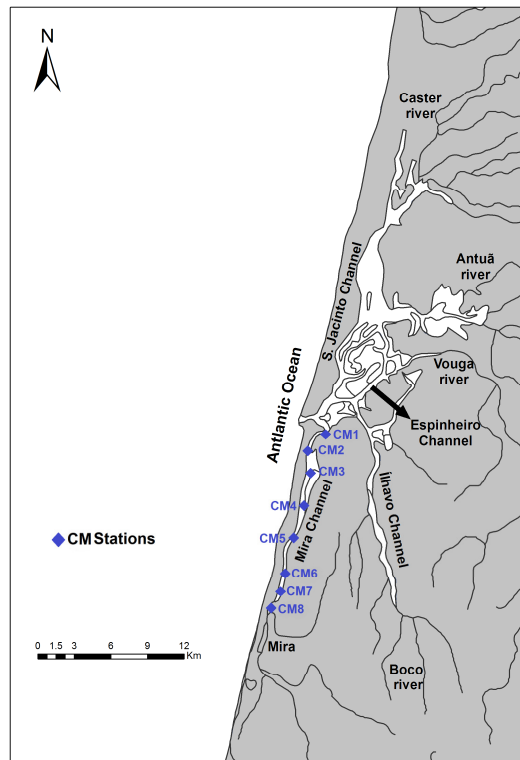 N
Caster
river
Antuã
river
S. Jacinto Channel
Vouga
river
Antlantic Ocean
Espinheiro
Channel
CM1
CM2
CM3
CM4
CM5
CM6
CM7
CM8
Mira Channel
Ílhavo Channel
CM Stations
0 1.5 3 6 9 12
Km
Mira
Boco
river